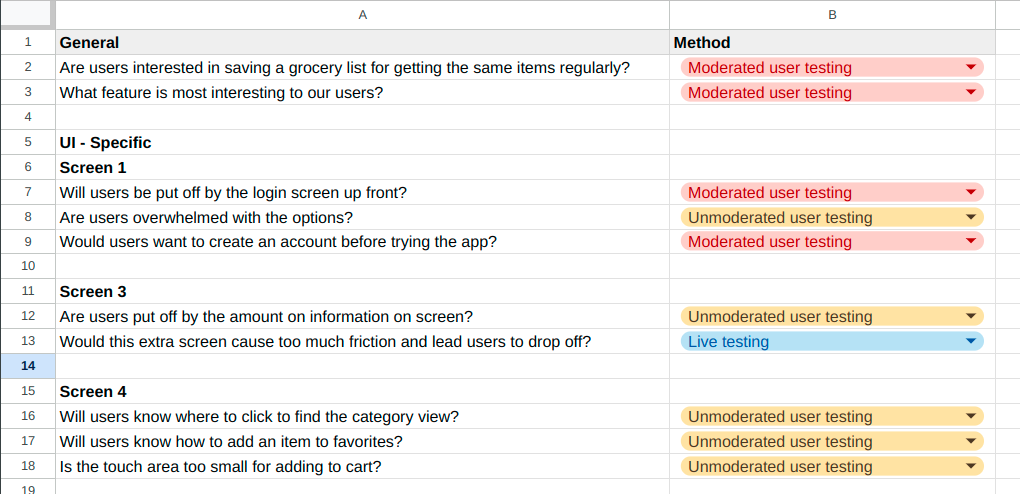 A B
1 General Method
2 Are users interested in saving a grocery list for getting the same items regularly? Moderated user testing
3 What feature is most interesting to our users? Moderated user testing
4
5 UI - Specific
6 Screen 1
7 Will users be put off by the login screen up front? Moderated user testing
8 Are users overwhelmed with the options? Unmoderated user testing
9 Would users want to create an account before trying the app? Moderated user testing
10
11 Screen 3
12 Are users put off by the amount on information on screen? Unmoderated user testing
13 Would this extra screen cause too much friction and lead users to drop off? Live testing
14
15 Screen 4
16 Will users know where to click to find the category view? Unmoderated user testing
17 Will users know how to add an item to favorites? Unmoderated user testing
18 Is the touch area too small for adding to cart? Unmoderated user testing
19